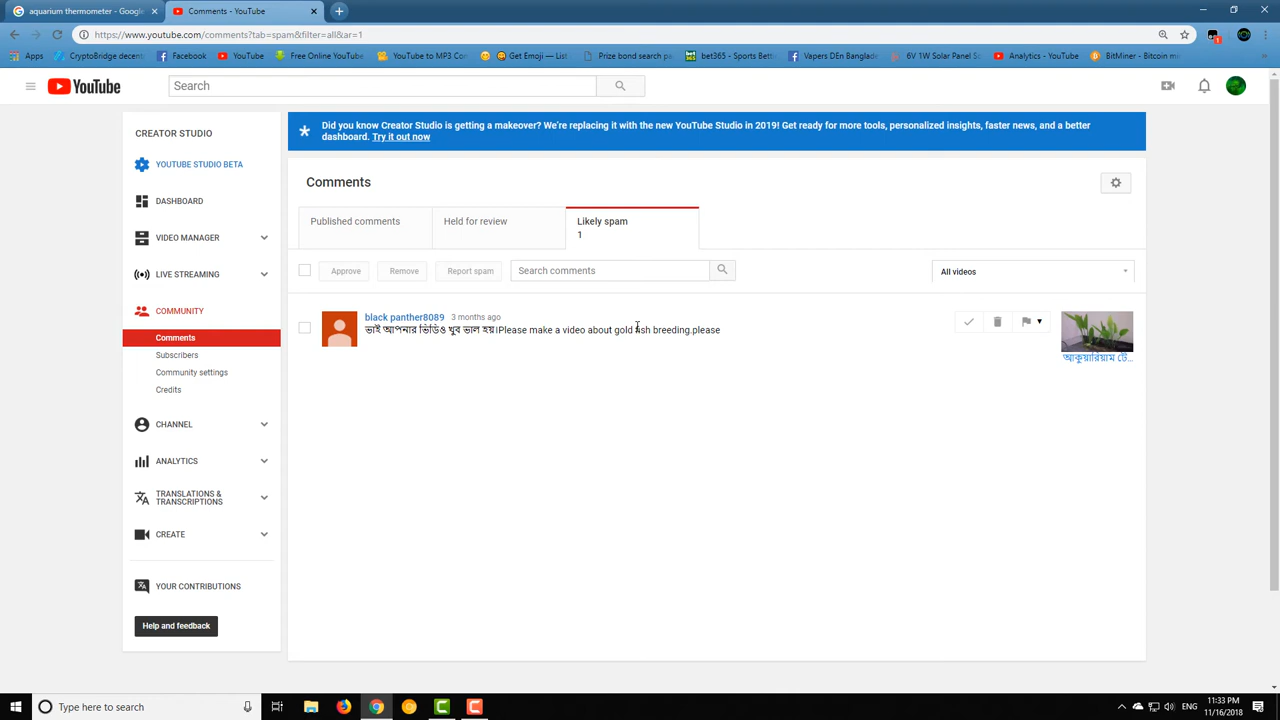 aquarium thermometer - Google
Comments - YouTube
https://www.youtube.com/comments?tab=spam&filter=all&ar=1
Apps
CryptoBridge decent
Facebook
YouTube
Free Online YouTube
YouTube to MP3 Con
Get Emoji — List
Prize bond search pa
bet365 - Sports Bett
Vapers DEn Banglade
6V 1W Solar Panel So
Analytics - YouTube
BitMiner - Bitcoin m
YouTube
Search
CREATOR STUDIO
YOUTUBE STUDIO BETA
DASHBOARD
VIDEO MANAGER
LIVE STREAMING
COMMUNITY
Comments
Subscribers
Community settings
Credits
CHANNEL
ANALYTICS
TRANSLATIONS &
TRANSCRIPTIONS
CREATE
YOUR CONTRIBUTIONS
Help and feedback
Did you know Creator Studio is getting a makeover? We're replacing it with the new YouTube Studio in 2019! Get ready for more tools, personalized insights, faster news, and a better
dashboard. Try it out now
Comments
Published comments
Held for review
Likely spam
1
Approve
Remove
Report spam
Search comments
All videos
black panther8089 3 months ago
ভাই আপনার ভিডিও খুব ভাল হয়।Please make a video about gold fish breeding.please
আকুয়ারিয়াম টে...
Type here to search
11:33 PM
11/16/2018